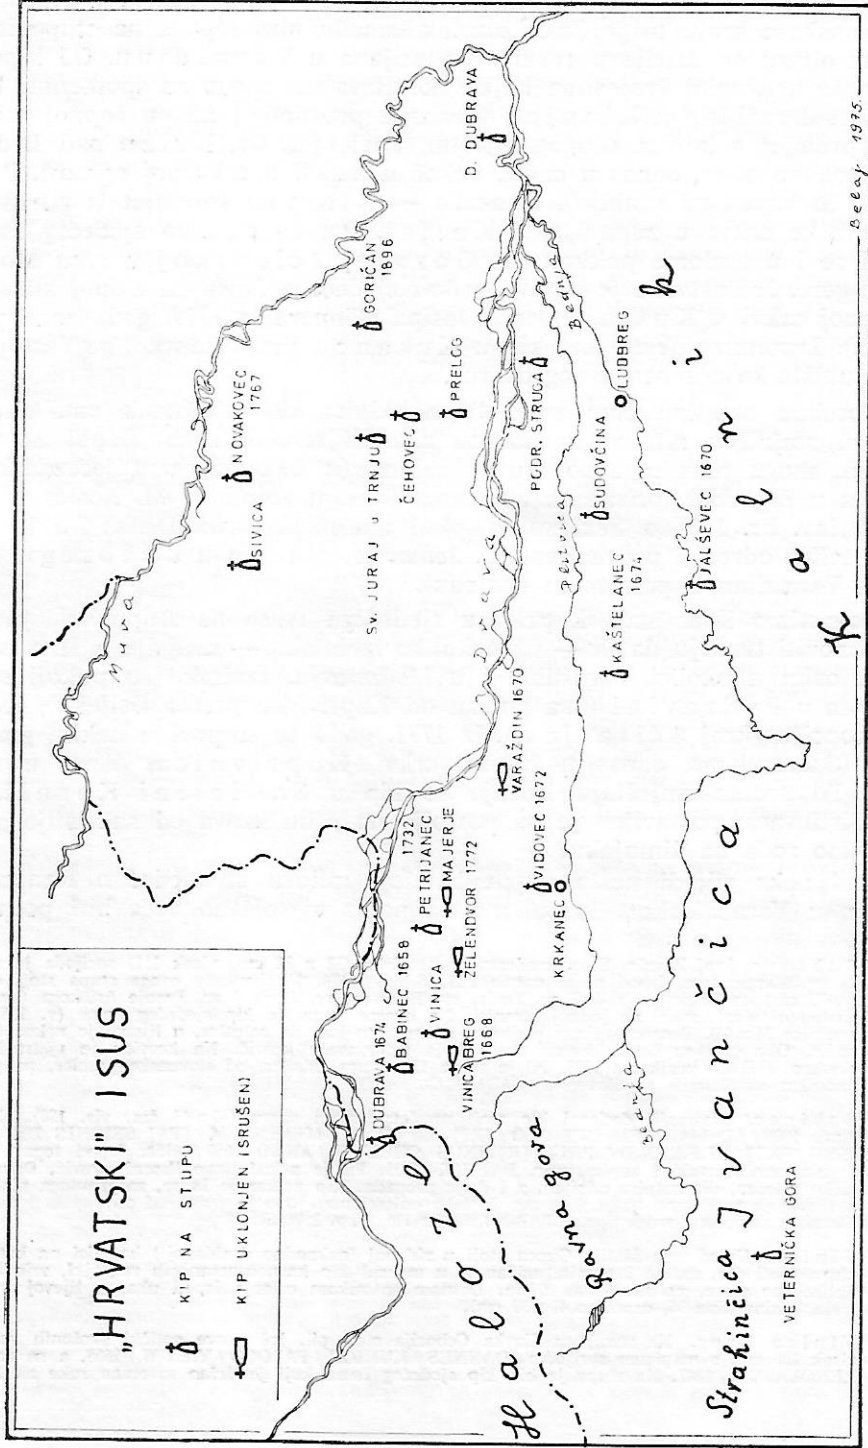 "HRVATSKI" ISUS
KIP NA STUPU
KIP UKLONJEN (SRUŠEN)
Mura
SIVICA
NOVAKOVEC
1767
GORIČAN
1896
SV. JURAJ U TRNJU
ČEHOVEC
PRELOG
D. DUBRAVA
Drava
DUBRAVA 1674
BABINEC 1658
VINICA
PETRIJANEC 1732
MAJERJE
VINICA BREG
1668
ZELENDVOR 1772
VARAŽDIN 1670
VIDOVEC 1672
KRKANEC
Plitvica
PODR. STRUGA
SUDOVČINA
KAŠTELANEC
1674
LUDBREG
JALŠEVEC 1670
Bednja
Haloze
Ravna gora
Bednja
Strahinčica
Ivančica
Kalnik
VETERNIČKA GORA
Belaj 1975.